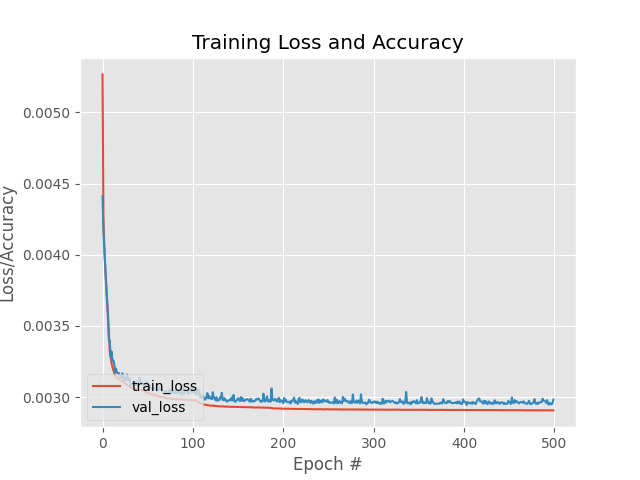 Training Loss and Accuracy
0.0050
0.0045
0.0040
0.0035
0.0030
Loss/Accuracy
train_loss
val_loss
0 100 200 300 400 500
Epoch #